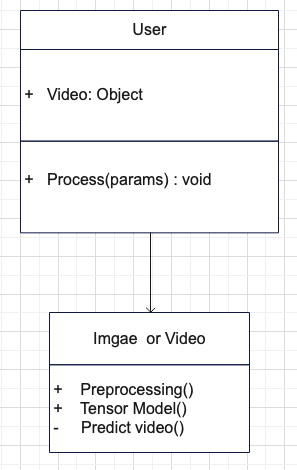 User
+ Video: Object
+ Process(params) : void
Imgae or Video
+ Preprocessing()
+ Tensor Model()
- Predict video()